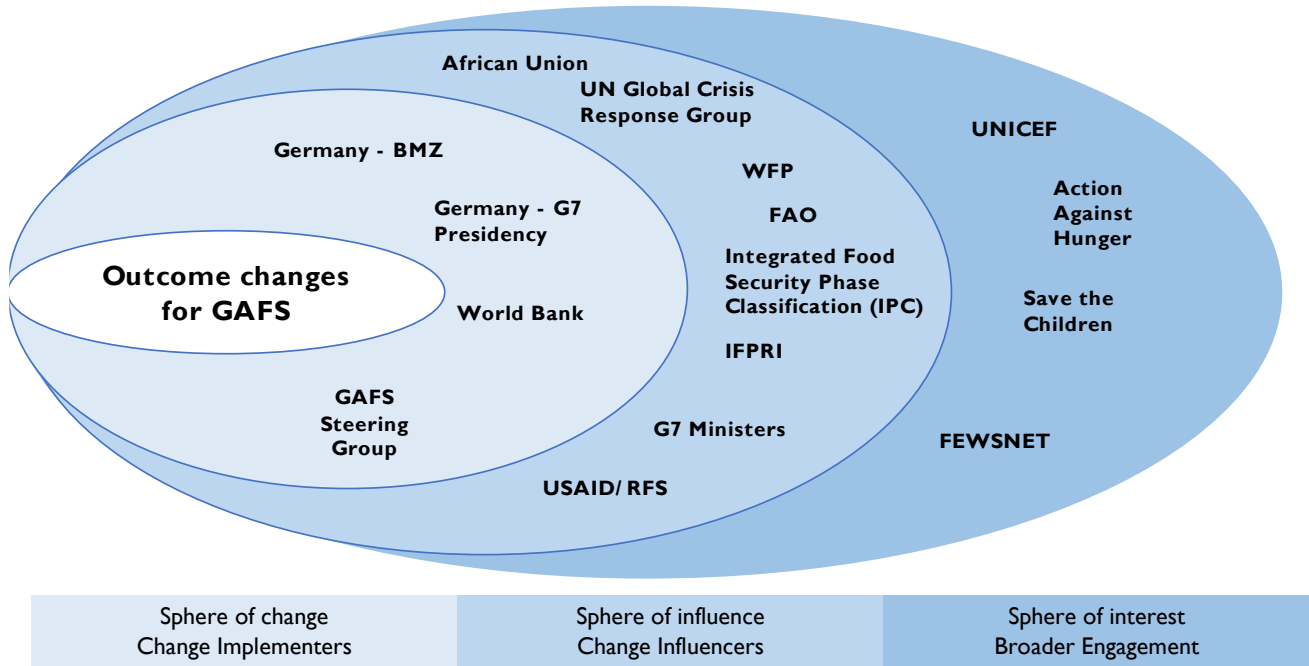 African Union
UN Global Crisis
Response Group
UNICEF
Germany - BMZ
WFP
Action
Against
Hunger
Germany - G7
Presidency
FAO
Integrated Food
Security Phase
Classification (IPC)
Outcome changes
for GAFS
World Bank
Save the
Children
IFPRI
GAFS
Steering
Group
G7 Ministers
FEWSNET
USAID/ RFS
Sphere of change
Change Implementers
Sphere of influence
Change Influencers
Sphere of interest
Broader Engagement